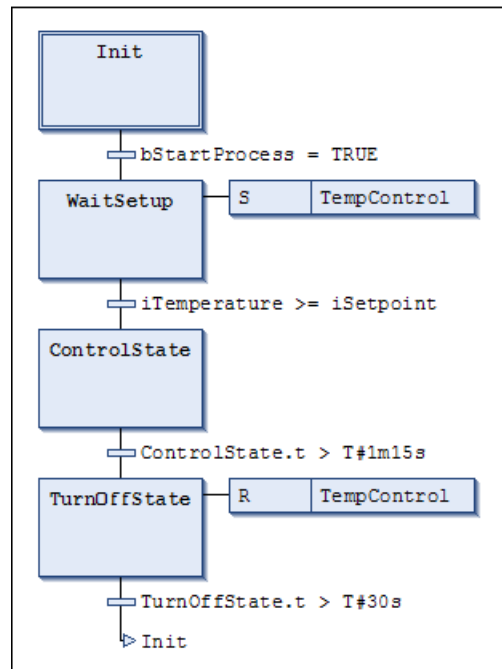 Init
bStartProcess = TRUE
WaitSetup S TempControl
iTemperature >= iSetpoint
ControlState
ControlState.t > T#1m15s
TurnOffState R TempControl
TurnOffState.t > T#30s
Init